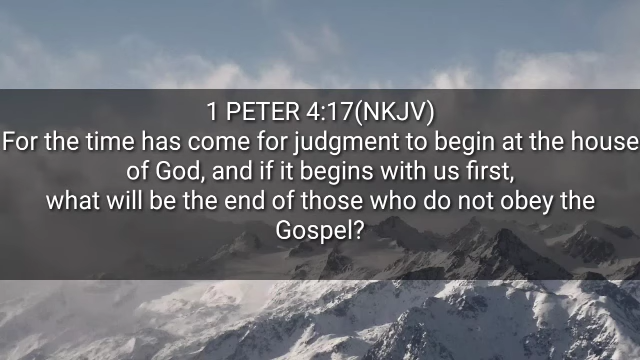 1 PETER 4:17(NKJV)
For the time has come for judgment to begin at the house
of God, and if it begins with us first,
what will be the end of those who do not obey the
Gospel?